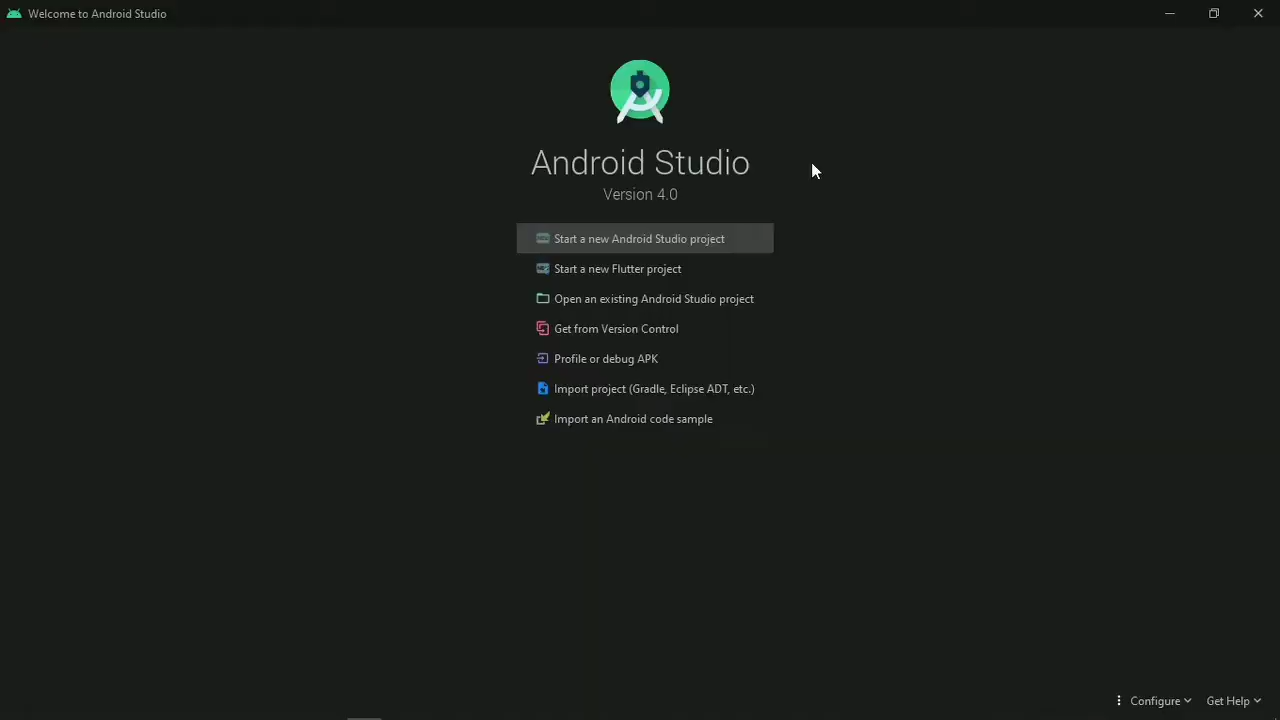 Welcome to Android Studio
Android Studio
Version 4.0
Start a new Android Studio project
Start a new Flutter project
Open an existing Android Studio project
Get from Version Control
Profile or debug APK
Import project (Gradle, Eclipse ADT, etc.)
Import an Android code sample
Configure Get Help